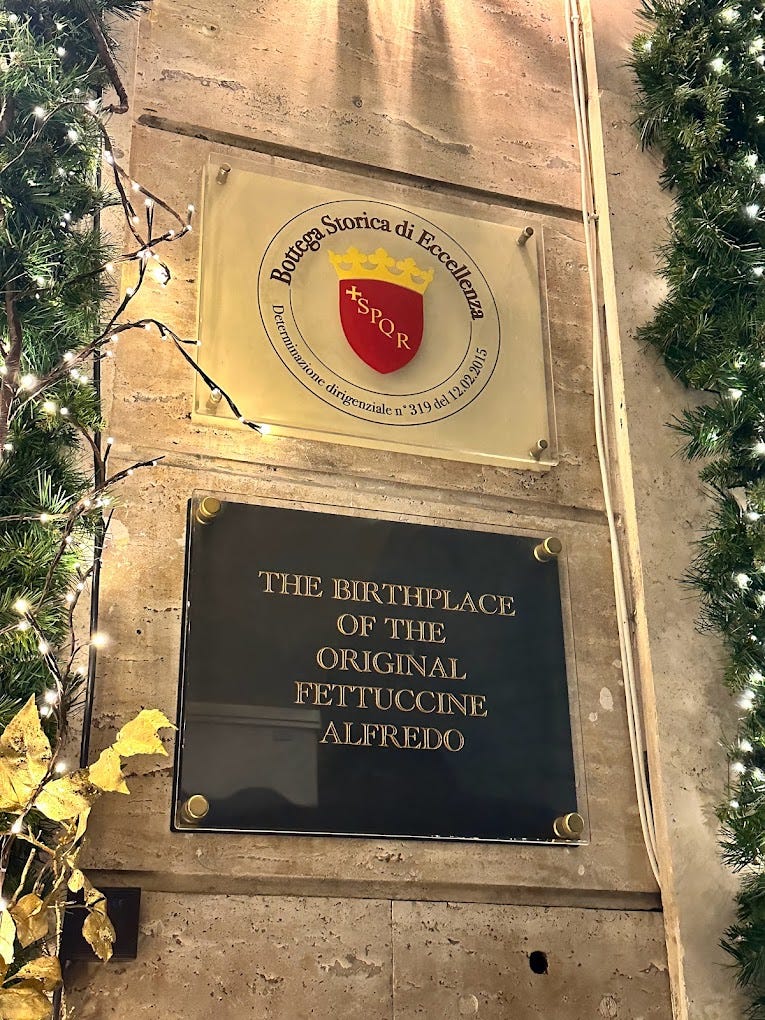 Bottega Storica di Eccellenza
SPQR
Determinazione dirigenziale n° 319 del 12.02.2015
THE BIRTHPLACE
OF THE
ORIGINAL
FETTUCCINE
ALFREDO